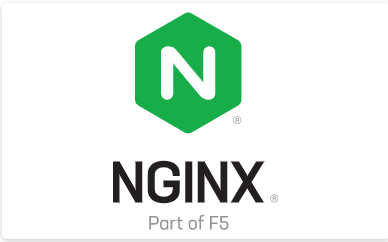 N ®
NGINX ®
Part of F5